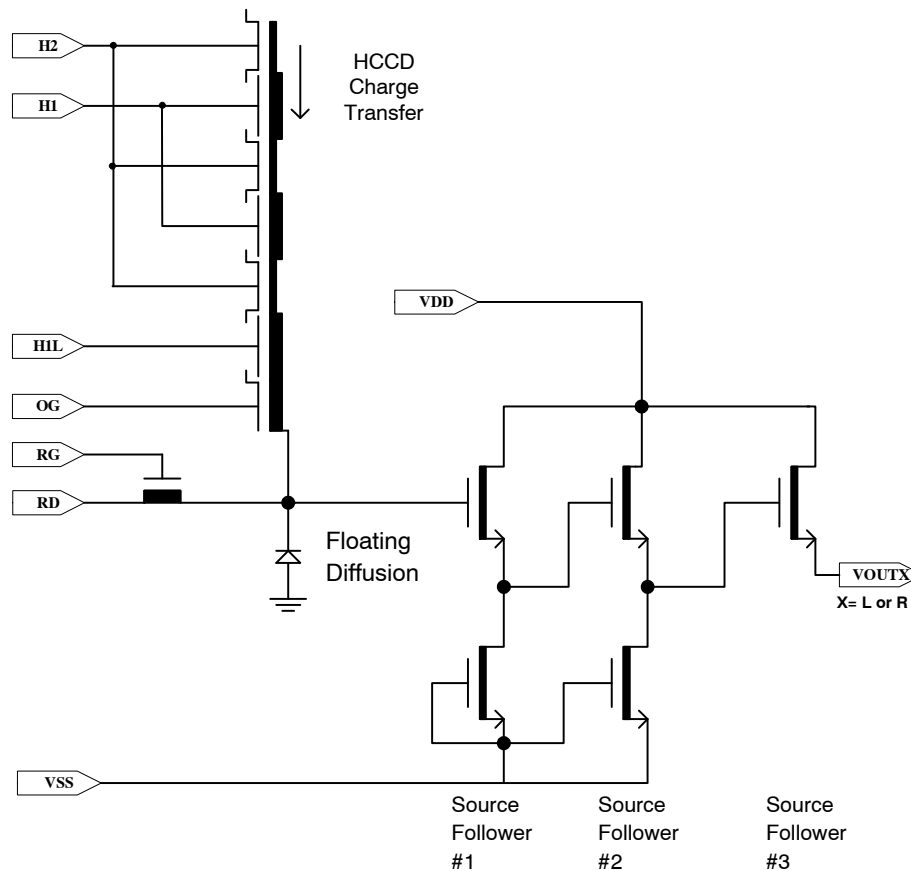 H2
HCCD
Charge
Transfer
H1
VDD
H1L
OG
RG
RD
Floating
Diffusion
VOUTX
X= L or R
VSS
Source
Follower
#1
Source
Follower
#2
Source
Follower
#3